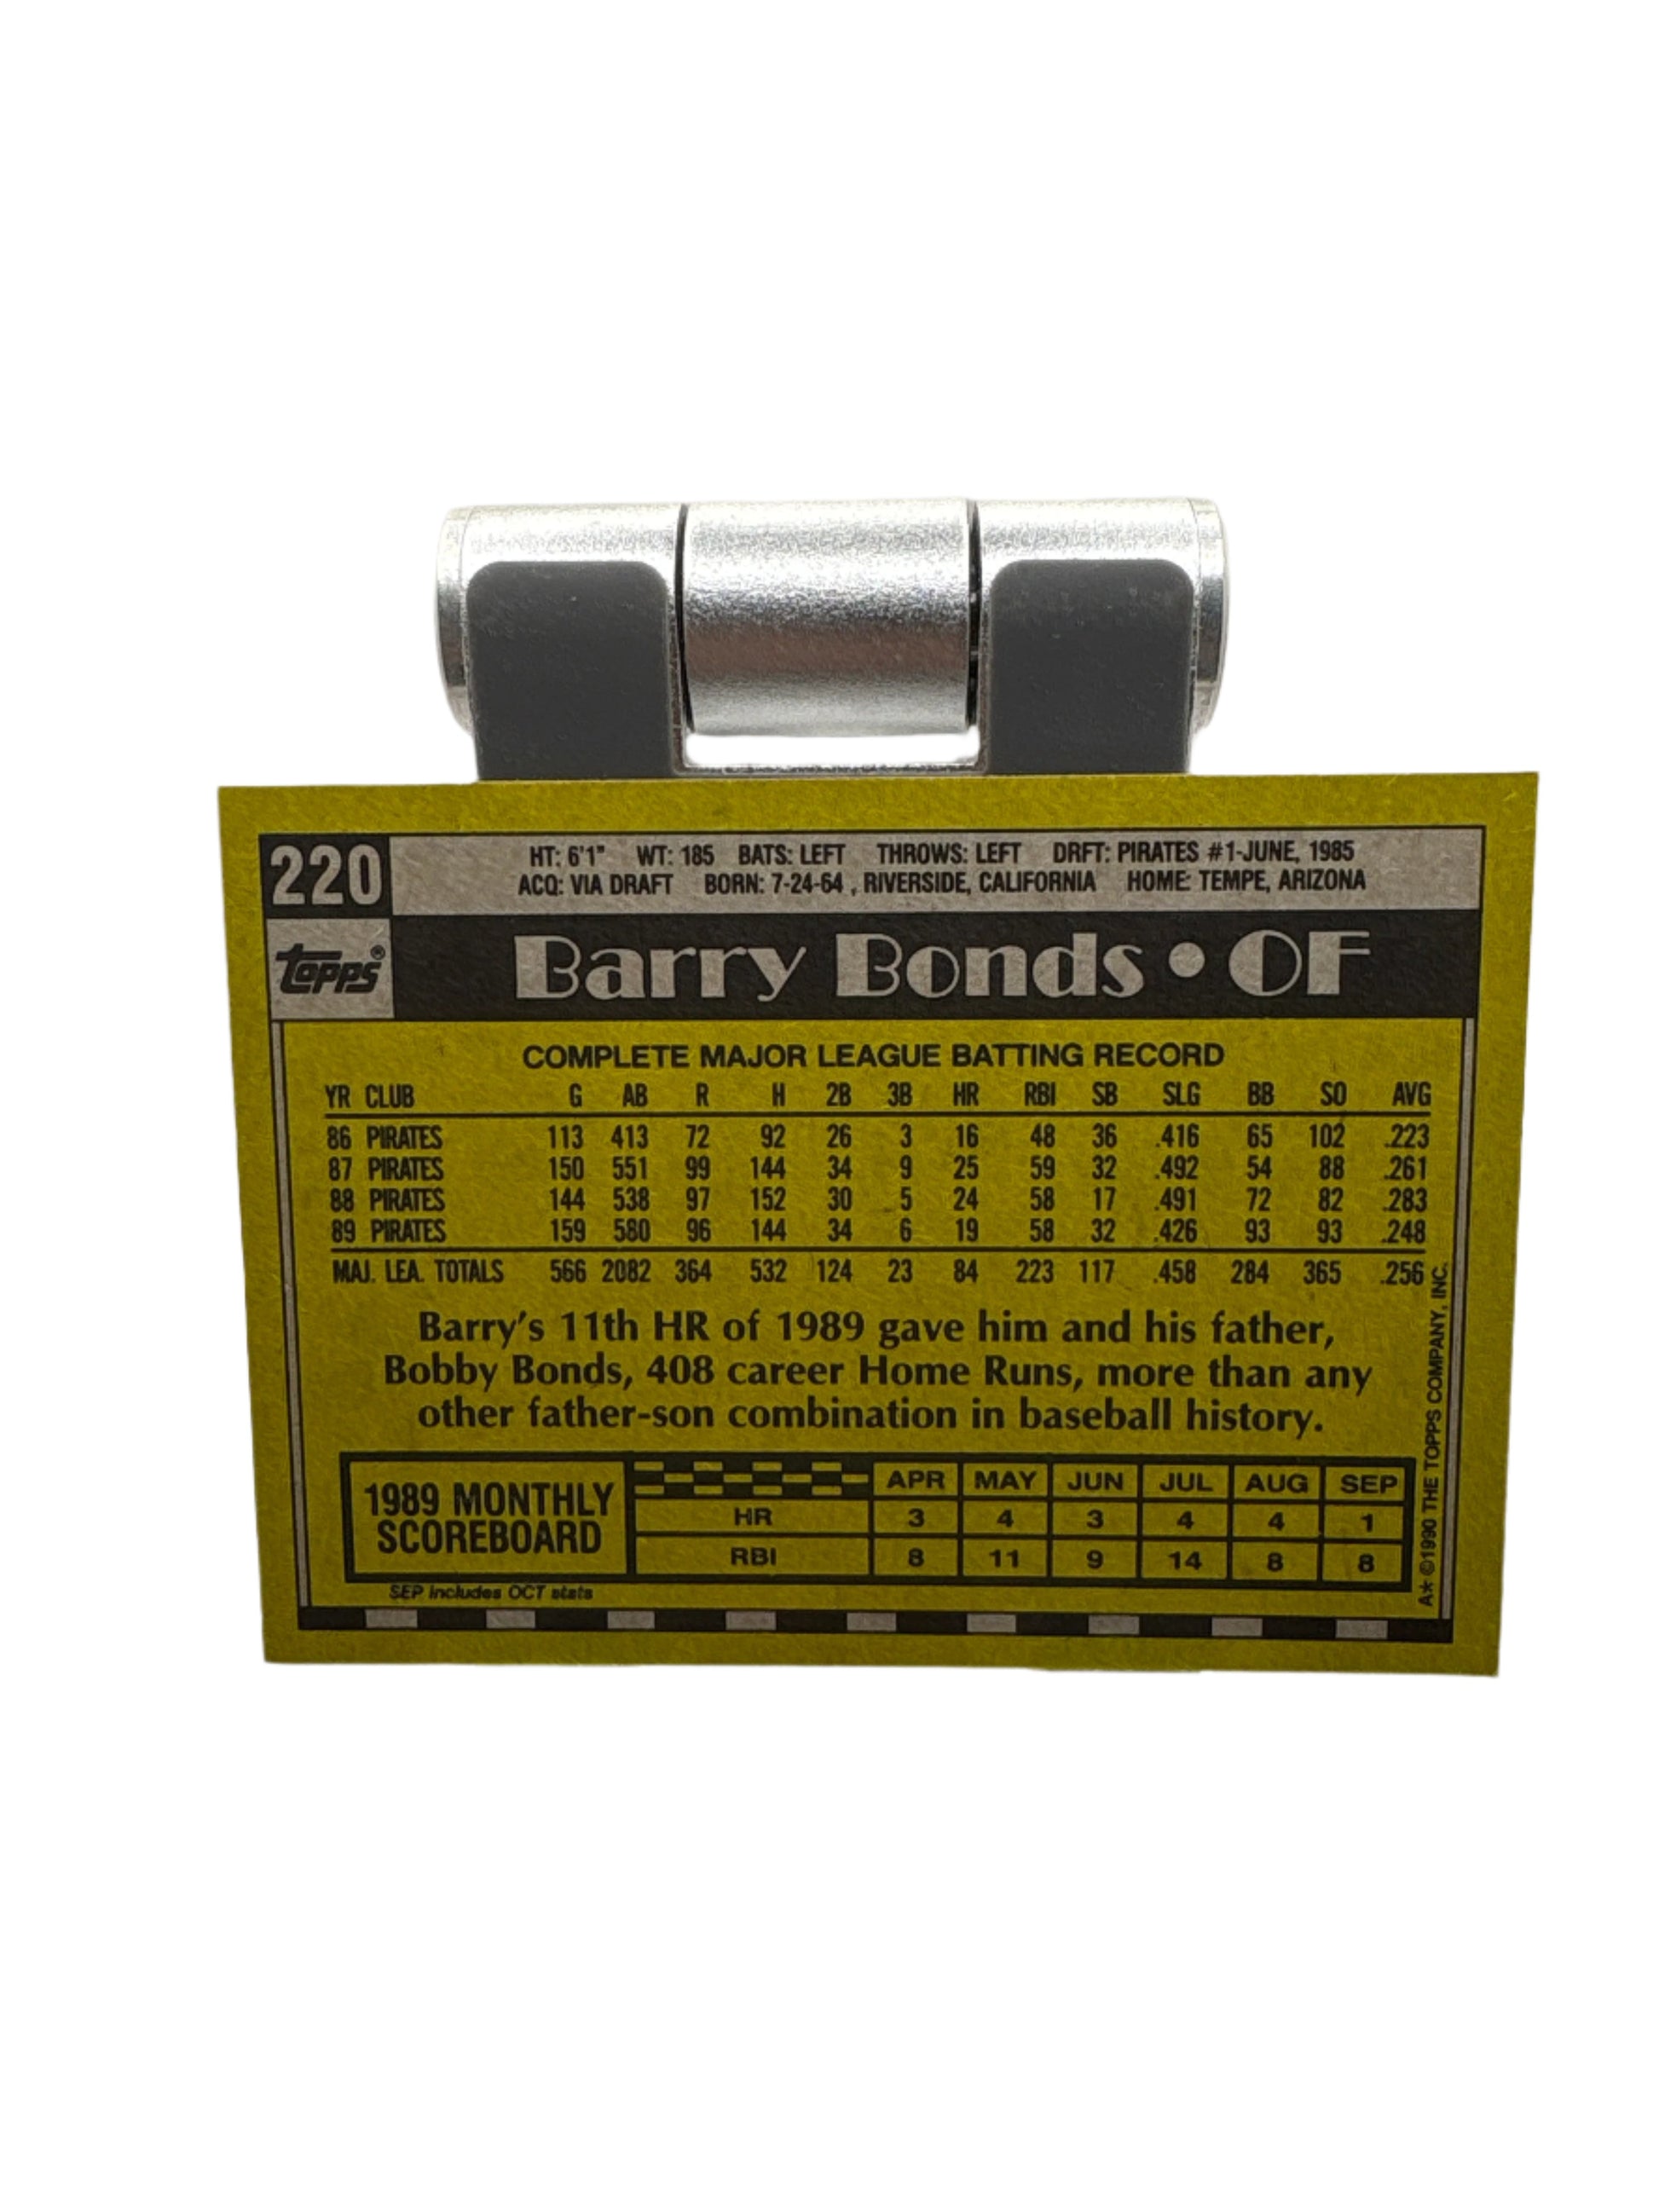 220
HT: 6'1" WT: 185 BATS: LEFT THROWS: LEFT DRFT: PIRATES #1-JUNE, 1985
ACQ: VIA DRAFT BORN: 7-24-64, RIVERSIDE, CALIFORNIA HOME: TEMPE, ARIZONA
topps®
Barry Bonds • OF
COMPLETE MAJOR LEAGUE BATTING RECORD
YR CLUB G AB R H 2B 3B HR RBI SB SLG BB SO AVG
86 PIRATES 113 413 72 92 26 3 16 48 36 .416 65 102 .223
87 PIRATES 150 551 99 144 34 9 25 59 32 .492 54 88 .261
88 PIRATES 144 538 97 152 30 5 24 58 17 .491 72 82 .283
89 PIRATES 159 580 96 144 34 6 19 58 32 .426 93 93 .248
MAJ. LEA. TOTALS 566 2082 364 532 124 23 84 223 117 .458 284 365 .256
Barry's 11th HR of 1989 gave him and his father,
Bobby Bonds, 408 career Home Runs, more than any
other father-son combination in baseball history.
1989 MONTHLY
SCOREBOARD
APR MAY JUN JUL AUG SEP
HR 3 4 3 4 4 1
RBI 8 11 9 14 8 8
SEP includes OCT stats
A* ©1990 THE TOPPS COMPANY, INC.